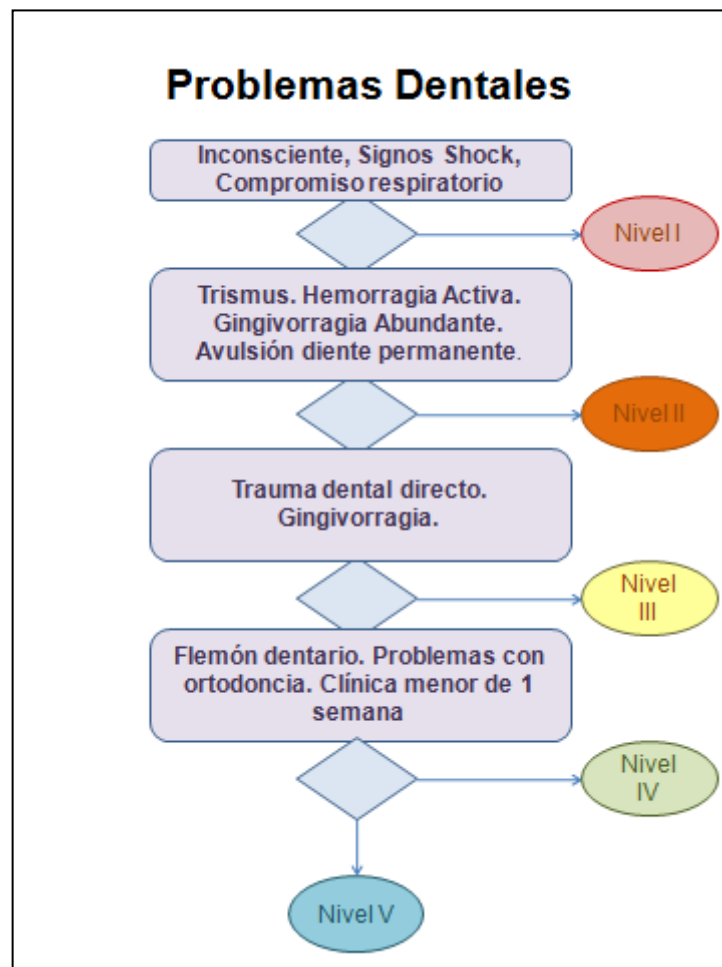 Problemas Dentales
Inconsciente, Signos Shock,
Compromiso respiratorio
Nivel I
Trismus. Hemorragia Activa.
Gingivorragia Abundante.
Avulsión diente permanente.
Nivel II
Trauma dental directo.
Gingivorragia.
Nivel
III
Flemón dentario. Problemas con
ortodoncia. Clínica menor de 1
semana
Nivel
IV
Nivel V